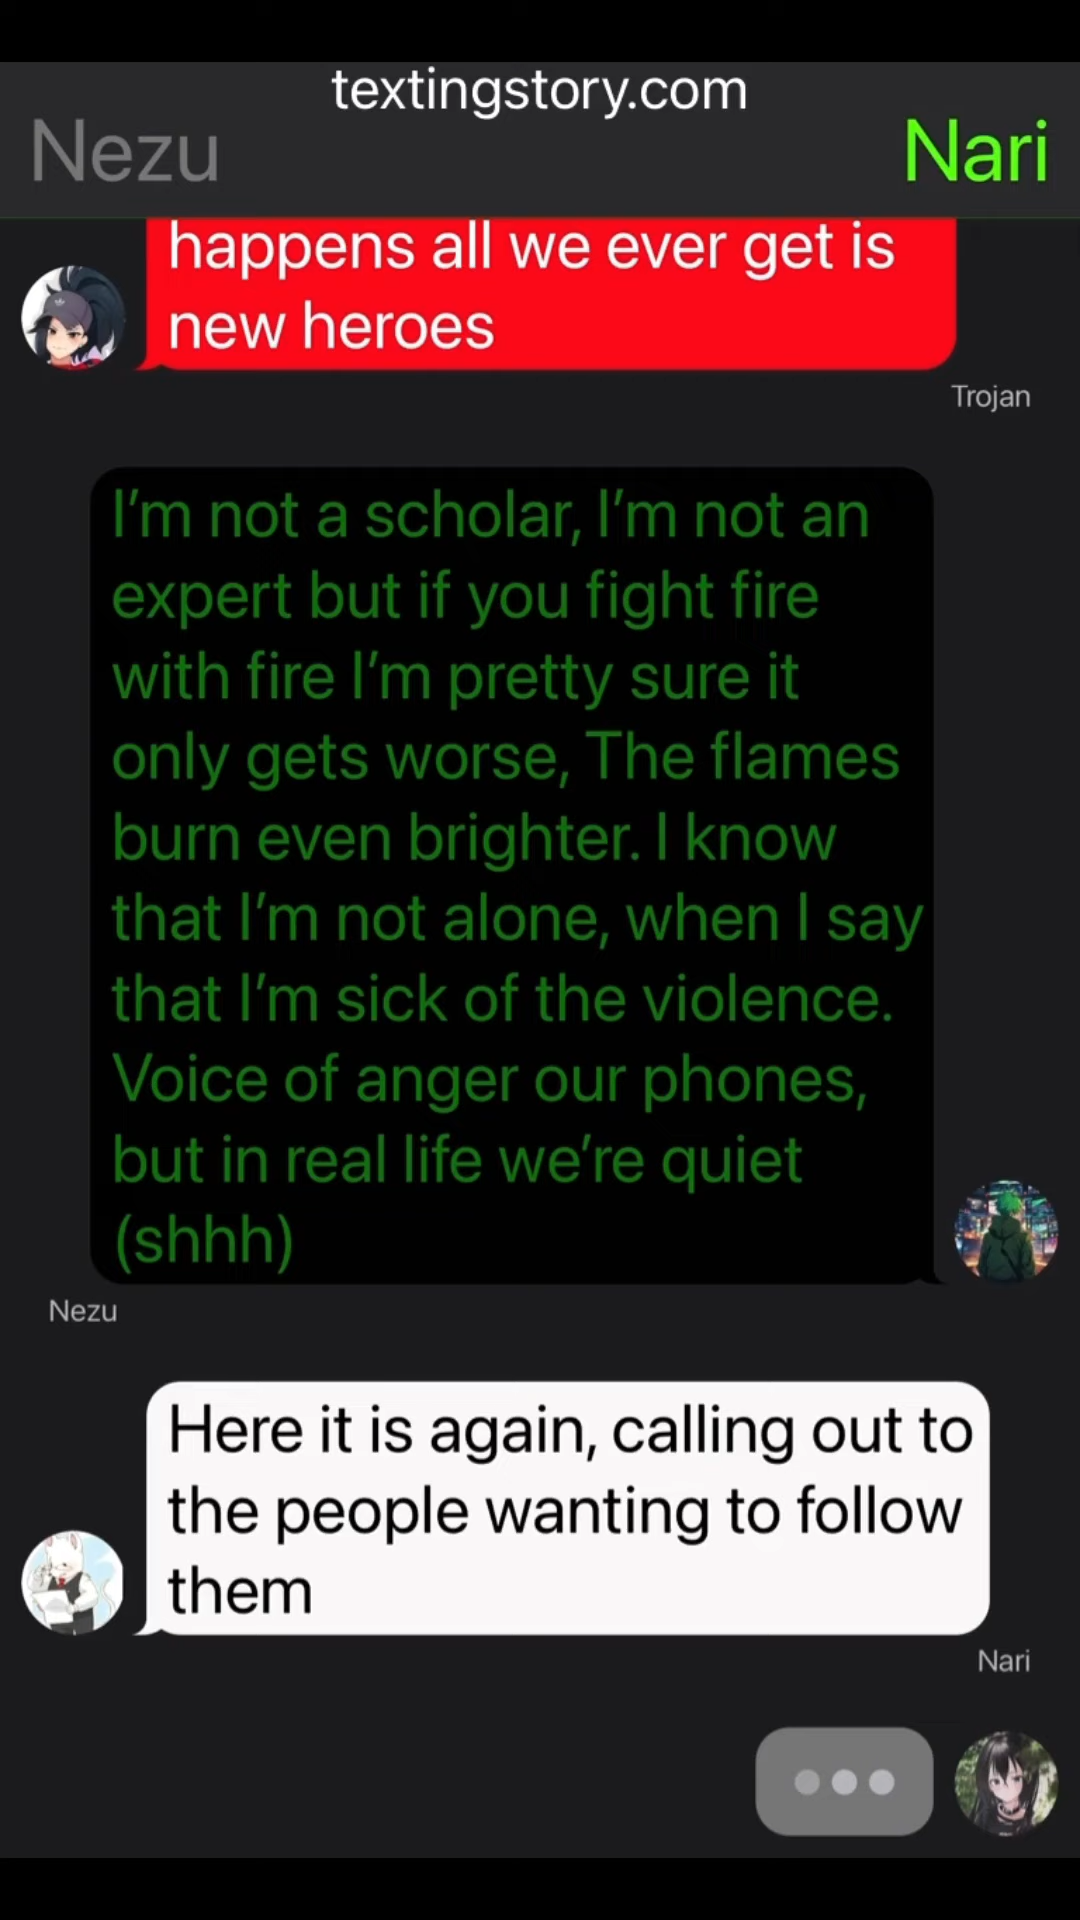 textingstory.com
Nezu
Nari
happens all we ever get is
new heroes
Trojan
I'm not a scholar, I'm not an
expert but if you fight fire
with fire I'm pretty sure it
only gets worse, The flames
burn even brighter. I know
that I'm not alone, when I say
that I'm sick of the violence.
Voice of anger our phones,
but in real life we're quiet
(shhh)
Nezu
Here it is again, calling out to
the people wanting to follow
them
Nari